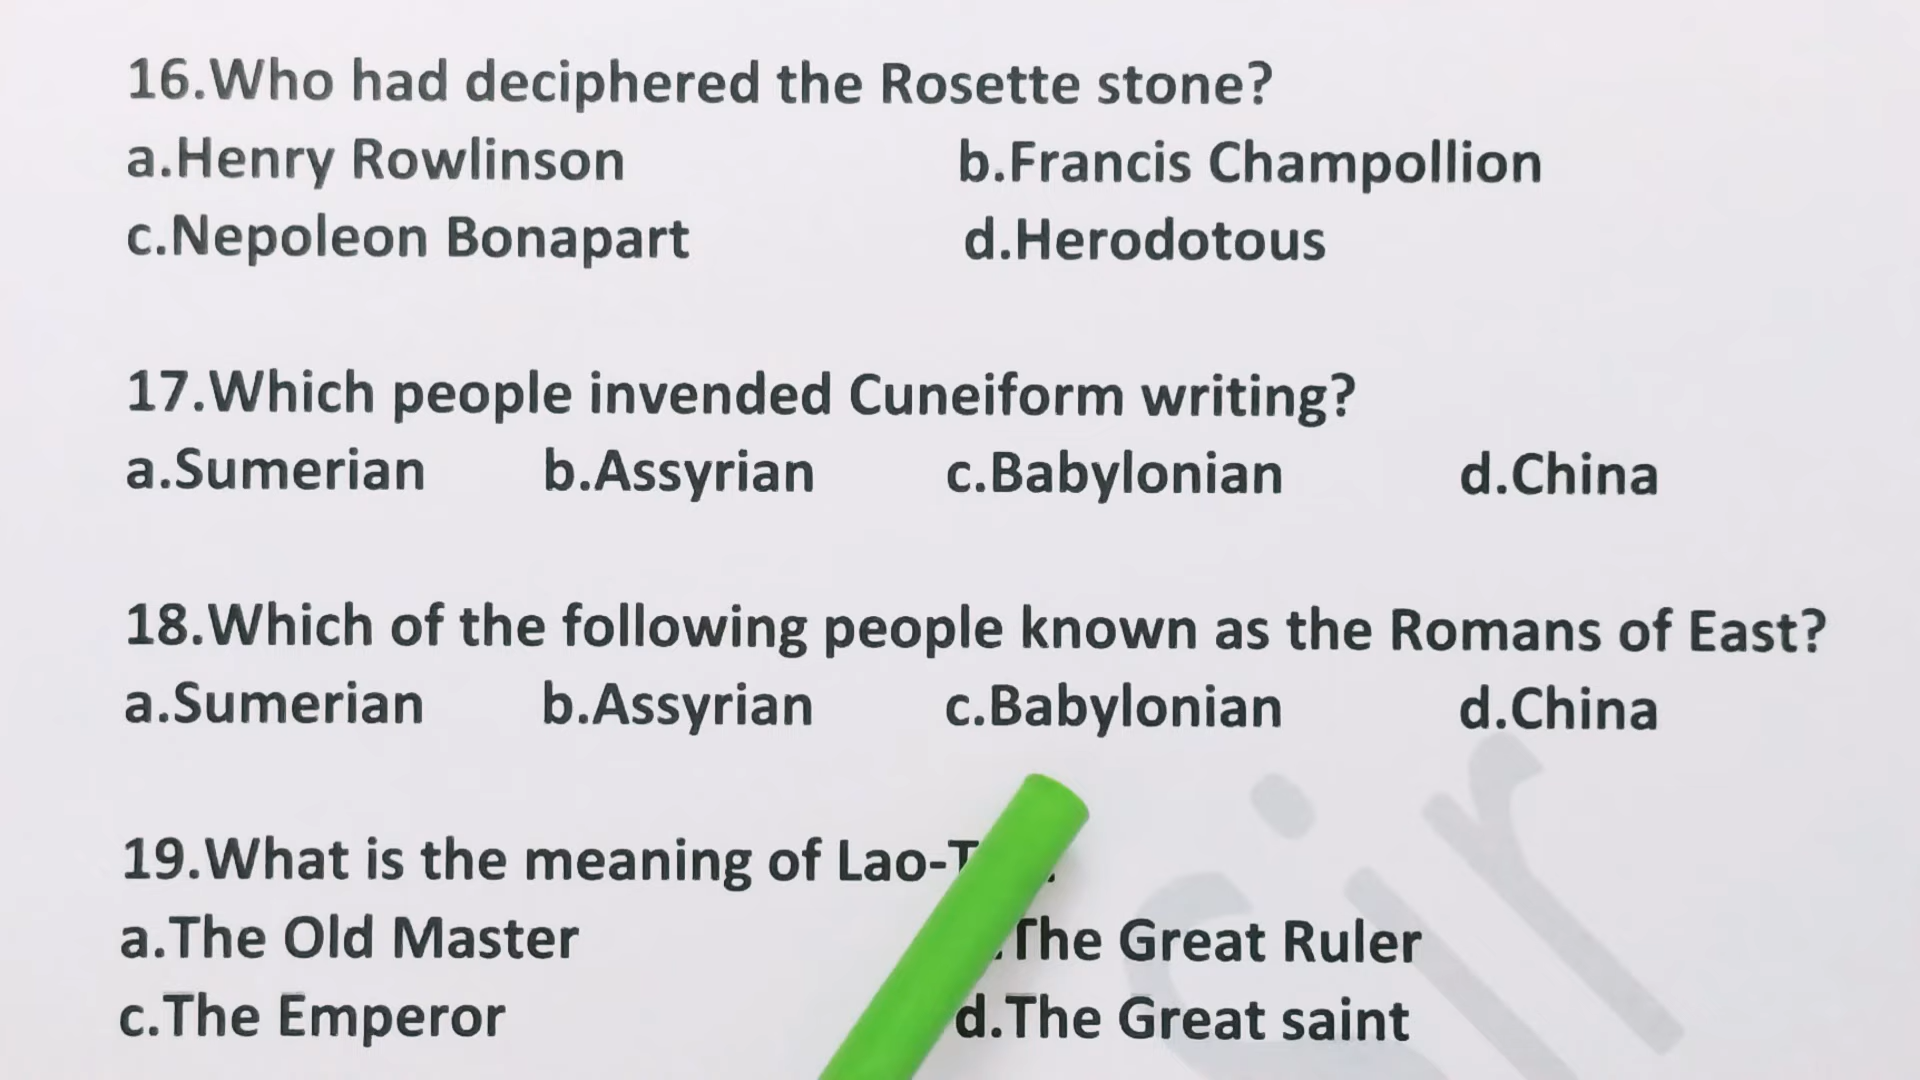 16.Who had deciphered the Rosette stone?
a.Henry Rowlinson b.Francis Champollion
c.Nepoleon Bonapart d.Herodotous
17.Which people invended Cuneiform writing?
a.Sumerian b.Assyrian c.Babylonian d.China
18.Which of the following people known as the Romans of East?
a.Sumerian b.Assyrian c.Babylonian d.China
19.What is the meaning of
a.The Old Master The Great Ruler
c.The Emperor d.The Great saint
Sir